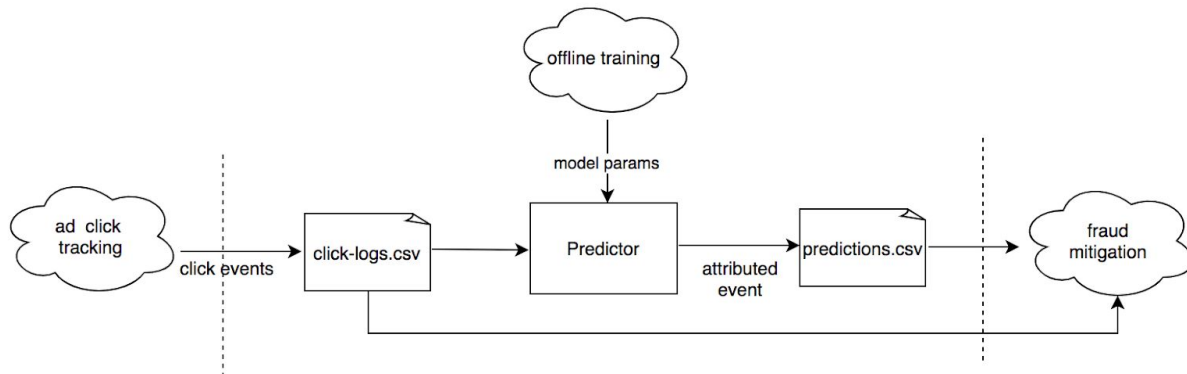 offline training
model params
ad click
tracking
click events
click-logs.csv
Predictor
attributed
event
predictions.csv
fraud
mitigation